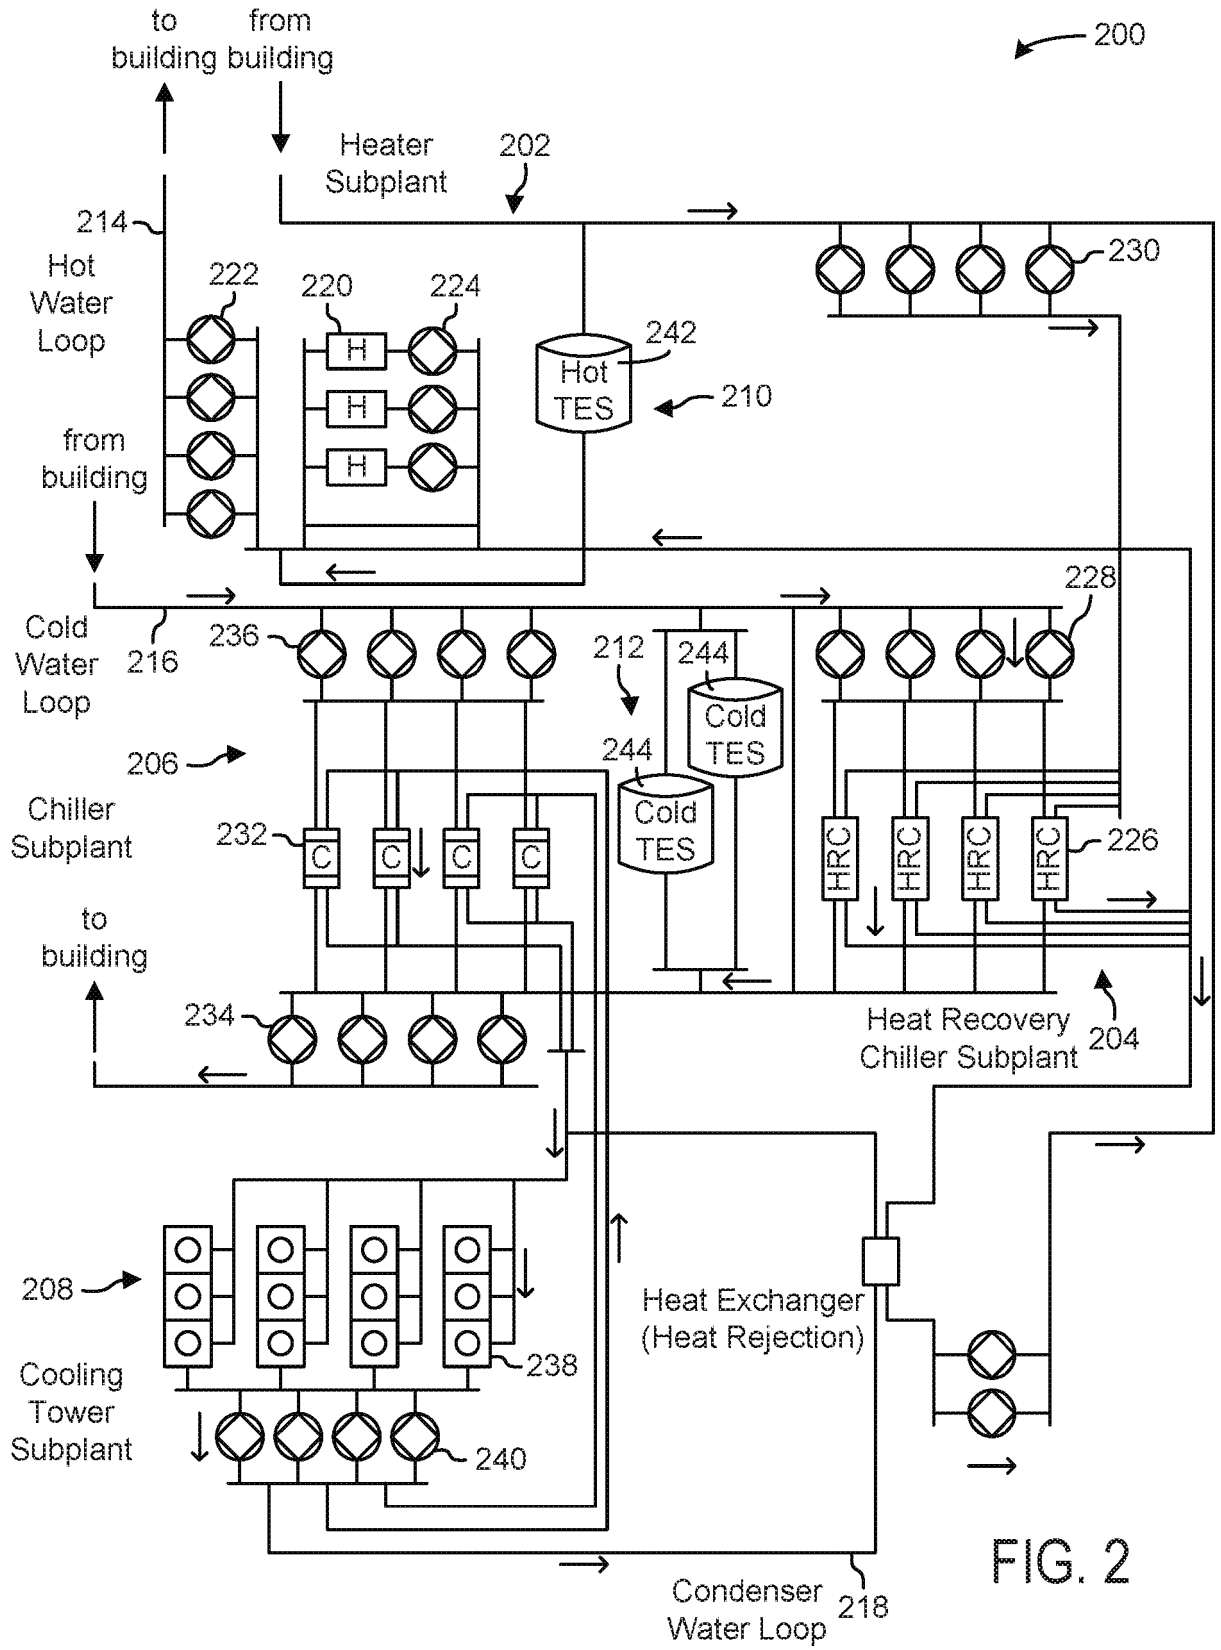 to
building
from
building
200
Heater
Subplant
202
214
Hot
Water
Loop
222
220
224
230
H
H
H
242
Hot
TES
210
from
building
228
Cold
Water
Loop
216
236
212
244
Cold
TES
244
Cold
TES
206
Chiller
Subplant
232
C
C
C
C
HRC
HRC
HRC
HRC
226
to
building
234
Heat Recovery
Chiller Subplant
204
208
Heat Exchanger
(Heat Rejection)
238
Cooling
Tower
Subplant
240
Condenser
Water Loop
218
FIG. 2